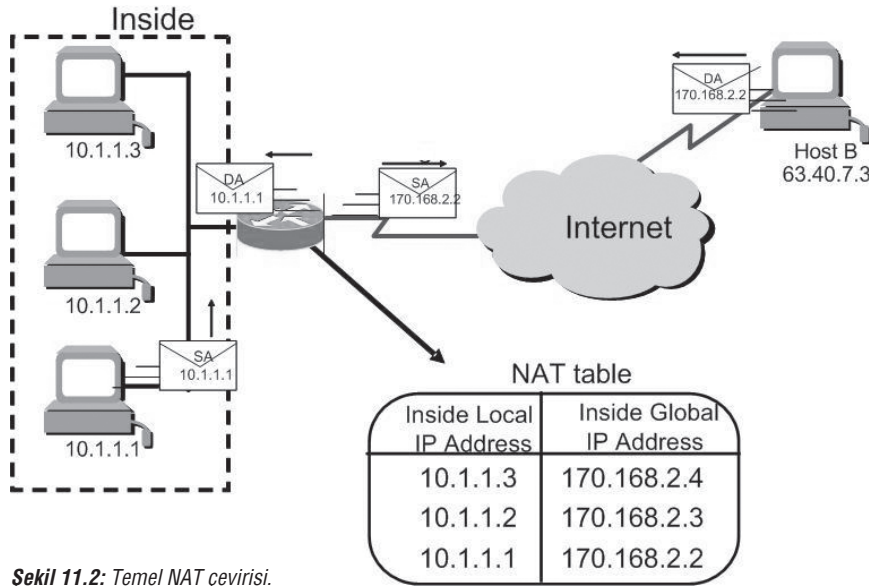 Inside
10.1.1.3
10.1.1.2
10.1.1.1
SA
10.1.1.1
DA
10.1.1.1
SA
170.168.2.2
Internet
DA
170.168.2.2
Host B
63.40.7.3
NAT table
Inside Local IP Address
Inside Global IP Address
10.1.1.3 170.168.2.4
10.1.1.2 170.168.2.3
10.1.1.1 170.168.2.2
Şekil 11.2: Temel NAT çevirisi.